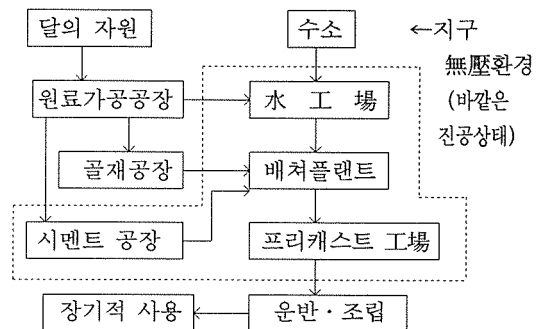 달의 자원
수소
←지구
無壓환경
(바깥은
진공상태)
원료가공공장
水 工 場
골재공장
배쳐플랜트
시멘트 공장
프리캐스트 工場
장기적 사용
운반·조립